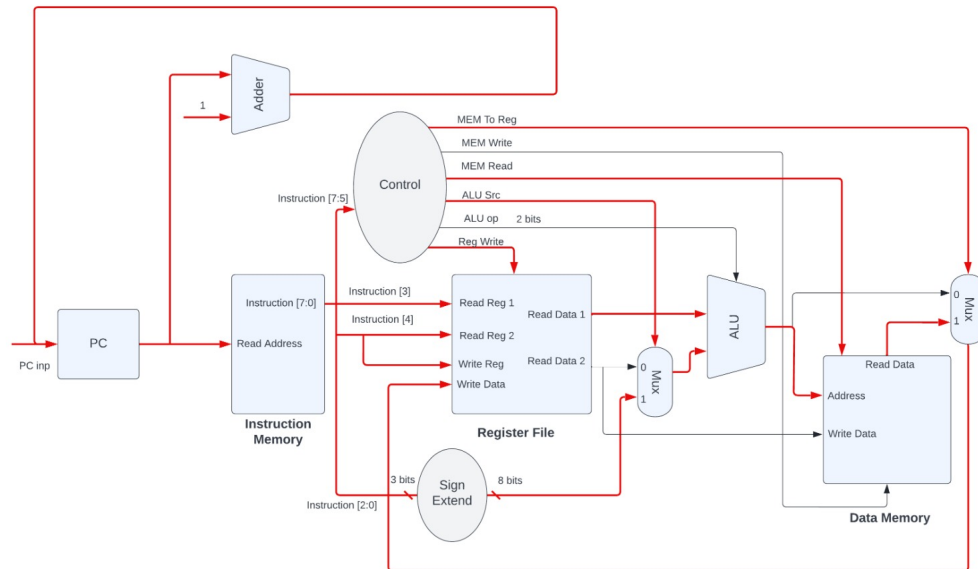 Adder
1
MEM To Reg
MEM Write
MEM Read
Control
Instruction [7:5]
ALU Src
ALU op
2 bits
Reg Write
Instruction [7:0]
Instruction [3]
Read Reg 1
Read Data 1
Instruction [4]
Read Reg 2
PC
PC inp
Read Address
Write Reg
Read Data 2
Write Data
0
Mux
1
ALU
0
Mux
1
Read Data
Address
Write Data
Instruction
Memory
Register File
3 bits
Sign
Extend
8 bits
Instruction [2:0]
Data Memory